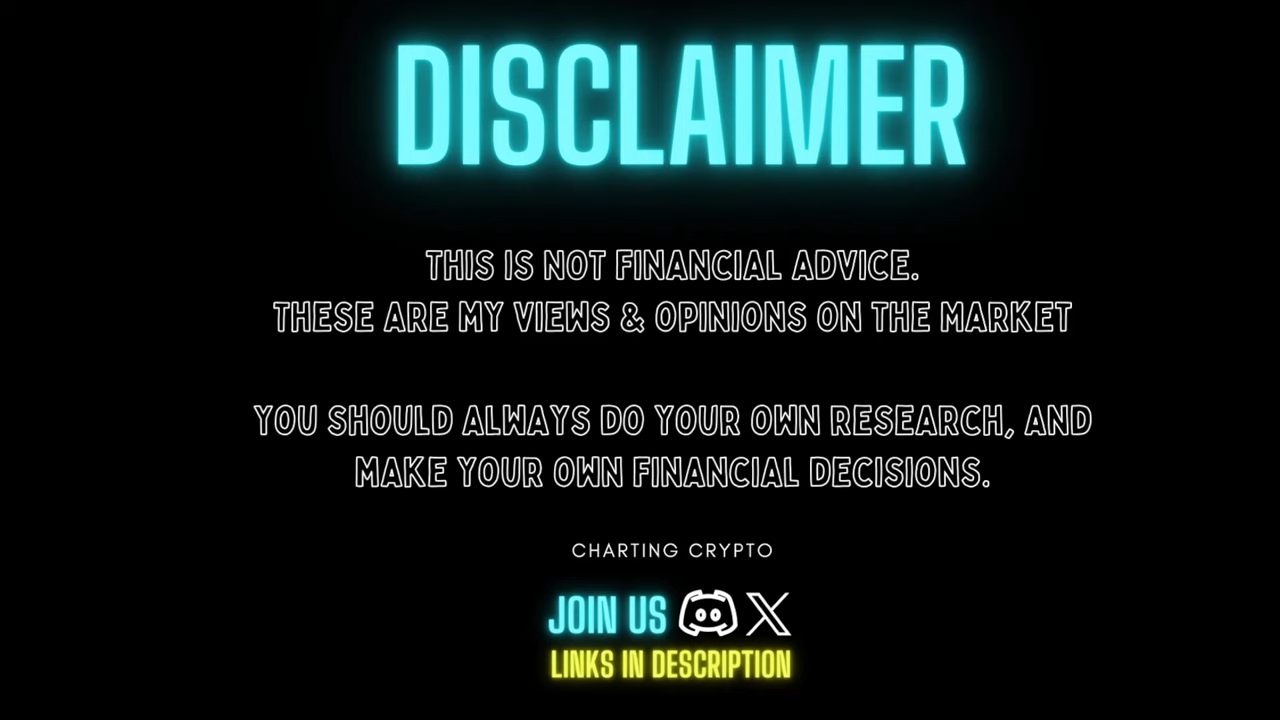 DISCLAIMER
THIS IS NOT FINANCIAL ADVICE.
THESE ARE MY VIEWS & OPINIONS ON THE MARKET
YOU SHOULD ALWAYS DO YOUR OWN RESEARCH, AND
MAKE YOUR OWN FINANCIAL DECISIONS.
CHARTING CRYPTO
JOIN US
LINKS IN DESCRIPTION